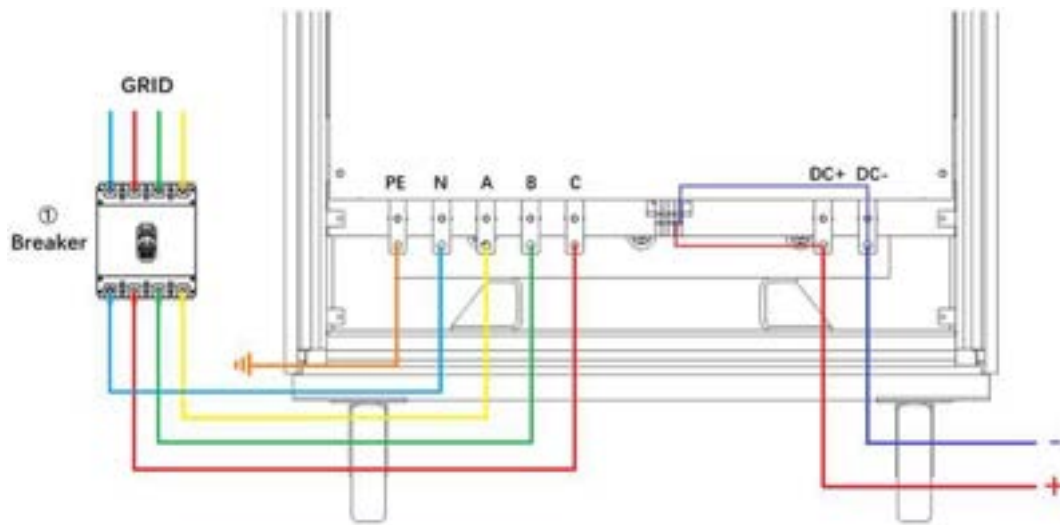 GRID
①
Breaker
PE N A B C DC+ DC-
-
+